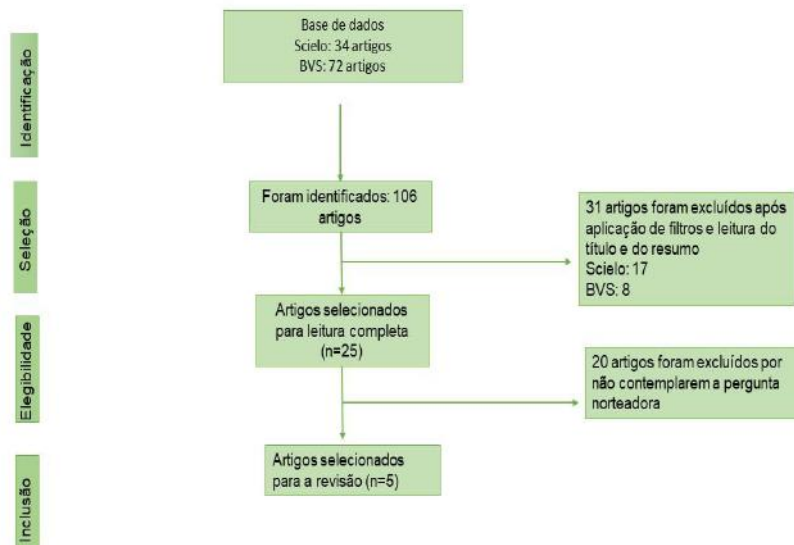 Identificação
Base de dados
Scielo: 34 artigos
BVS: 72 artigos
Seleção
Foram identificados: 106
artigos
31 artigos foram excluídos após
aplicação de filtros e leitura do
título e do resumo
Scielo: 17
BVS: 8
Elegibilidade
Artigos selecionados
para leitura completa
(n=25)
20 artigos foram excluídos por
não contemplarem a pergunta
norteadora
Inclusão
Artigos selecionados
para a revisão (n=5)